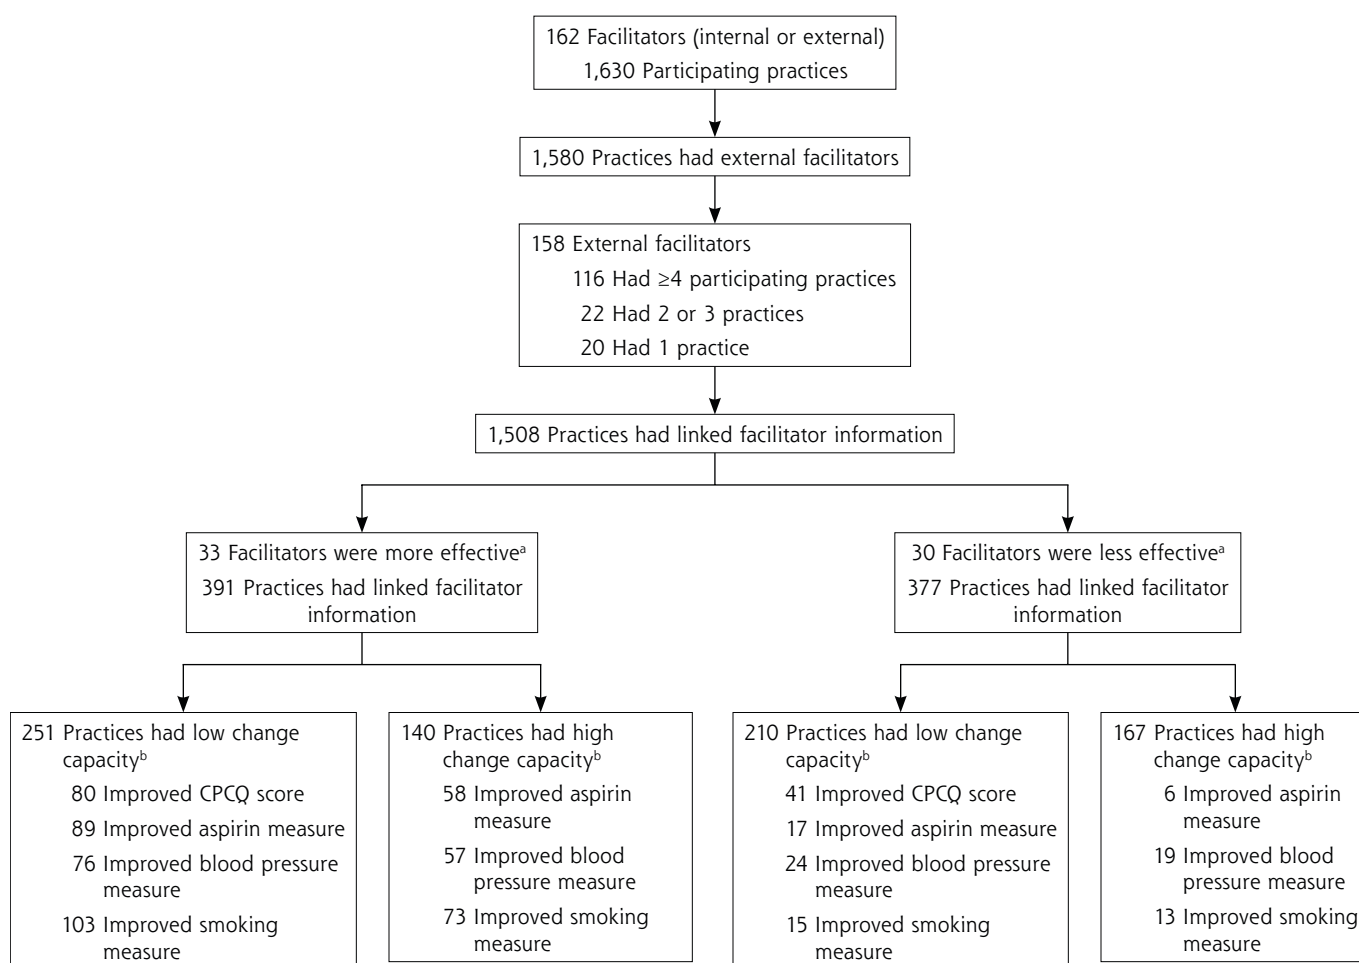 162 Facilitators (internal or external)
1,630 Participating practices
1,580 Practices had external facilitators
158 External facilitators
116 Had ≥4 participating practices
22 Had 2 or 3 practices
20 Had 1 practice
1,508 Practices had linked facilitator information
33 Facilitators were more effectiveᵃ
391 Practices had linked facilitator
information
30 Facilitators were less effectiveᵃ
377 Practices had linked facilitator
information
251 Practices had low change
capacityᵇ
80 Improved CPCQ score
89 Improved aspirin measure
76 Improved blood pressure
measure
103 Improved smoking
measure
140 Practices had high
change capacityᵇ
58 Improved aspirin
measure
57 Improved blood
pressure measure
73 Improved smoking
measure
210 Practices had low change
capacityᵇ
41 Improved CPCQ score
17 Improved aspirin measure
24 Improved blood pressure
measure
15 Improved smoking
measure
167 Practices had high
change capacityᵇ
6 Improved aspirin
measure
19 Improved blood
pressure measure
13 Improved smoking
measure